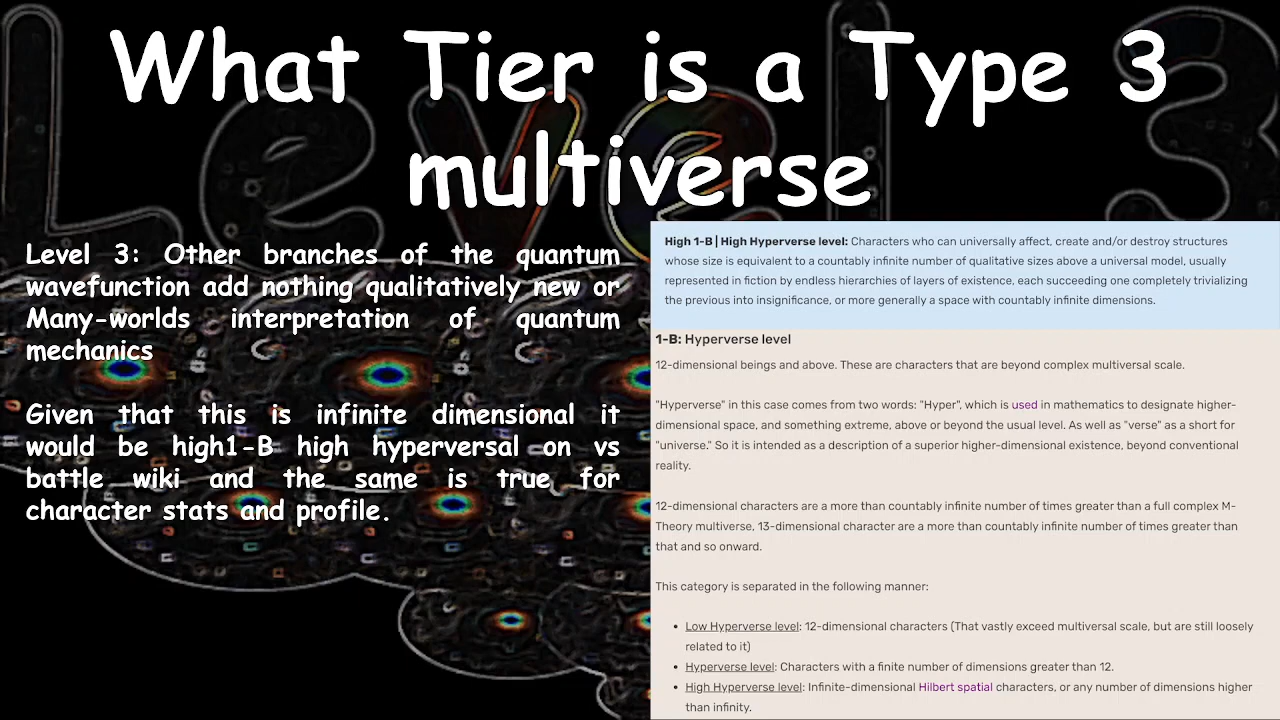 What Tier is a Type 3
multiverse
Level 3
Level 3: Other branches of the quantum
wavefunction add nothing qualitatively new or
Many-worlds interpretation of quantum
mechanics
Given that this is infinite dimensional it
would be high1-B high hyperversal on vs
battle wiki and the same is true for
character stats and profile.
High 1-B | High Hyperverse level: Characters who can universally affect, create and/or destroy structures
whose size is equivalent to a countably infinite number of qualitative sizes above a universal model, usually
represented in fiction by endless hierarchies of layers of existence, each succeeding one completely trivializing
the previous into insignificance, or more generally a space with countably infinite dimensions.
1-B: Hyperverse level
12-dimensional beings and above. These are characters that are beyond complex multiversal scale.
"Hyperverse" in this case comes from two words: "Hyper", which is used in mathematics to designate higher-
dimensional space, and something extreme, above or beyond the usual level. As well as "verse" as a short for
"universe." So it is intended as a description of a superior higher-dimensional existence, beyond conventional
reality.
12-dimensional characters are a more than countably infinite number of times greater than a full complex M-
Theory multiverse, 13-dimensional character are a more than countably infinite number of times greater than
that and so onward.
This category is separated in the following manner:
• Low Hyperverse level: 12-dimensional characters (That vastly exceed multiversal scale, but are still loosely
related to it)
• Hyperverse level: Characters with a finite number of dimensions greater than 12.
• High Hyperverse level: Infinite-dimensional Hilbert spatial characters, or any number of dimensions higher
than infinity.